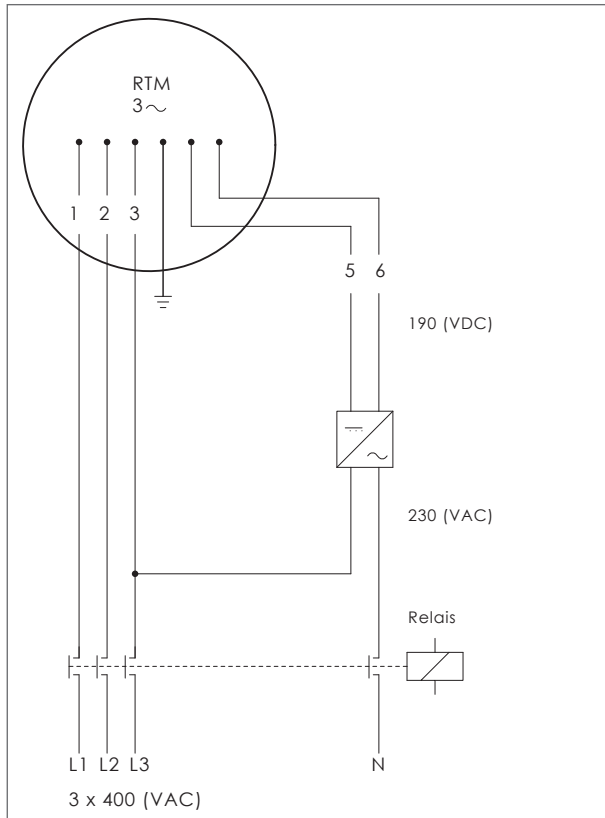 RTM
3~
1 2 3
5 6
190 (VDC)
230 (VAC)
Relais
L1 L2 L3 N
3 x 400 (VAC)